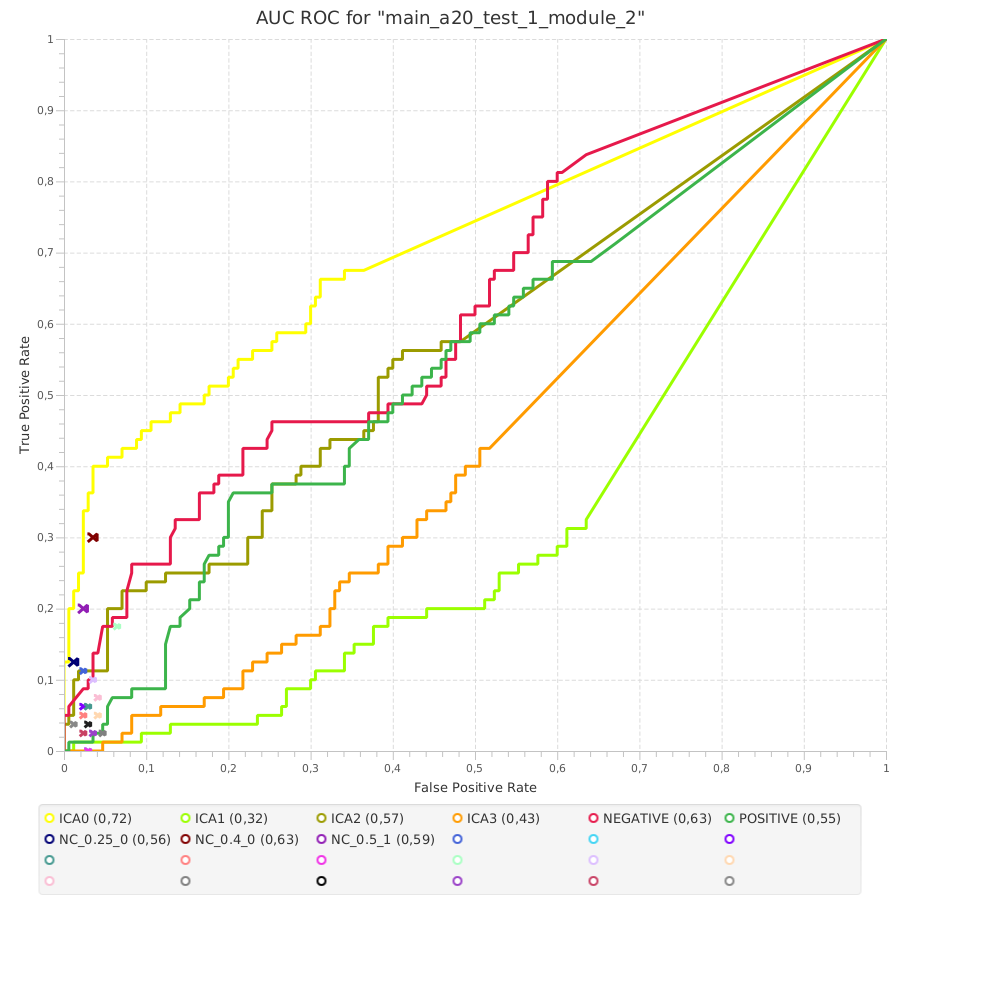 AUC ROC for "main_a20_test_1_module_2"
1
0,9
0,8
0,7
0,6
0,5
0,4
0,3
0,2
0,1
0
True Positive Rate
0 0,1 0,2 0,3 0,4 0,5 0,6 0,7 0,8 0,9 1
False Positive Rate
ICA0 (0,72) ICA1 (0,32) ICA2 (0,57) ICA3 (0,43) NEGATIVE (0,63) POSITIVE (0,55)
NC_0.25_0 (0,56) NC_0.4_0 (0,63) NC_0.5_1 (0,59)